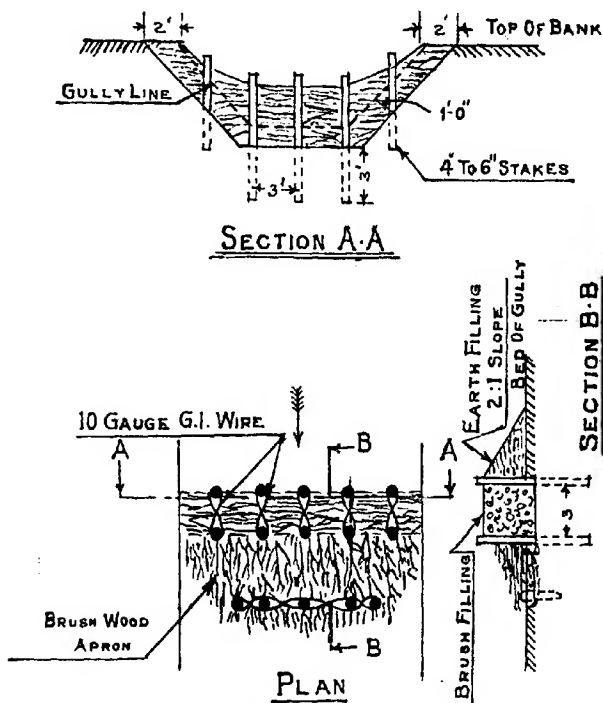 2'
2'
TOP OF BANK
GULLY LINE
1'-0"
3'
3'
4" TO 6" STAKES
SECTION A·A
10 GAUGE G.I. WIRE
A
B
A
BRUSH WOOD
APRON
B
PLAN
EARTH FILLING
2:1 SLOPE
BED OF GULLY
SECTION B·B
3
BRUSH FILLING